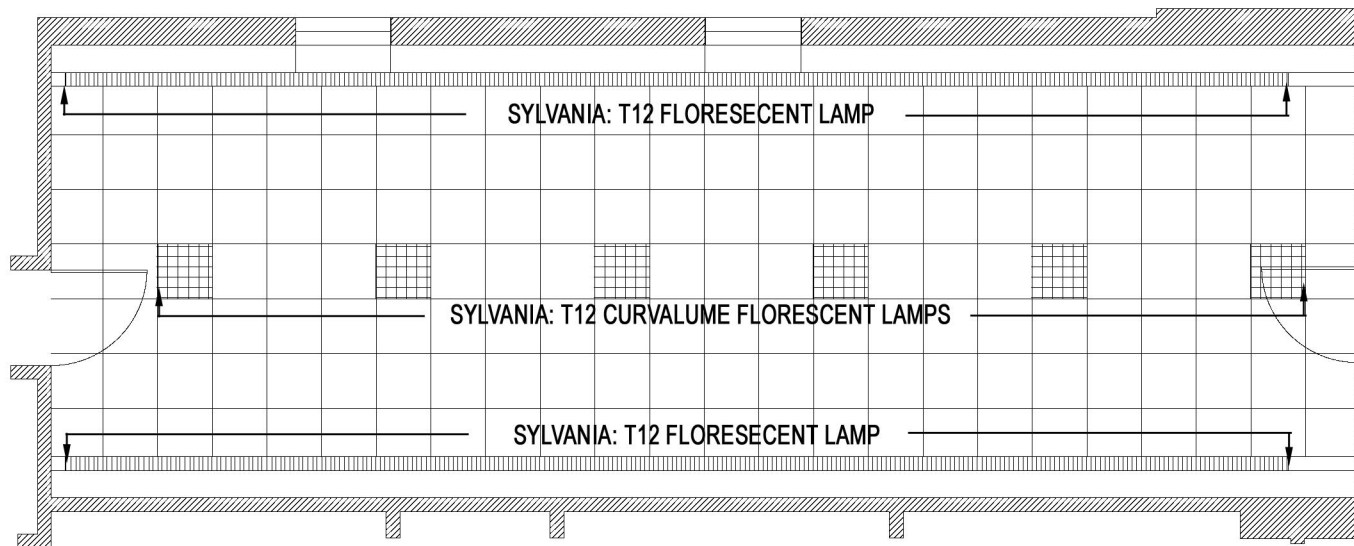 SYLVANIA: T12 FLORESECENT LAMP
SYLVANIA: T12 CURVALUME FLORESCENT LAMPS
SYLVANIA: T12 FLORESECENT LAMP